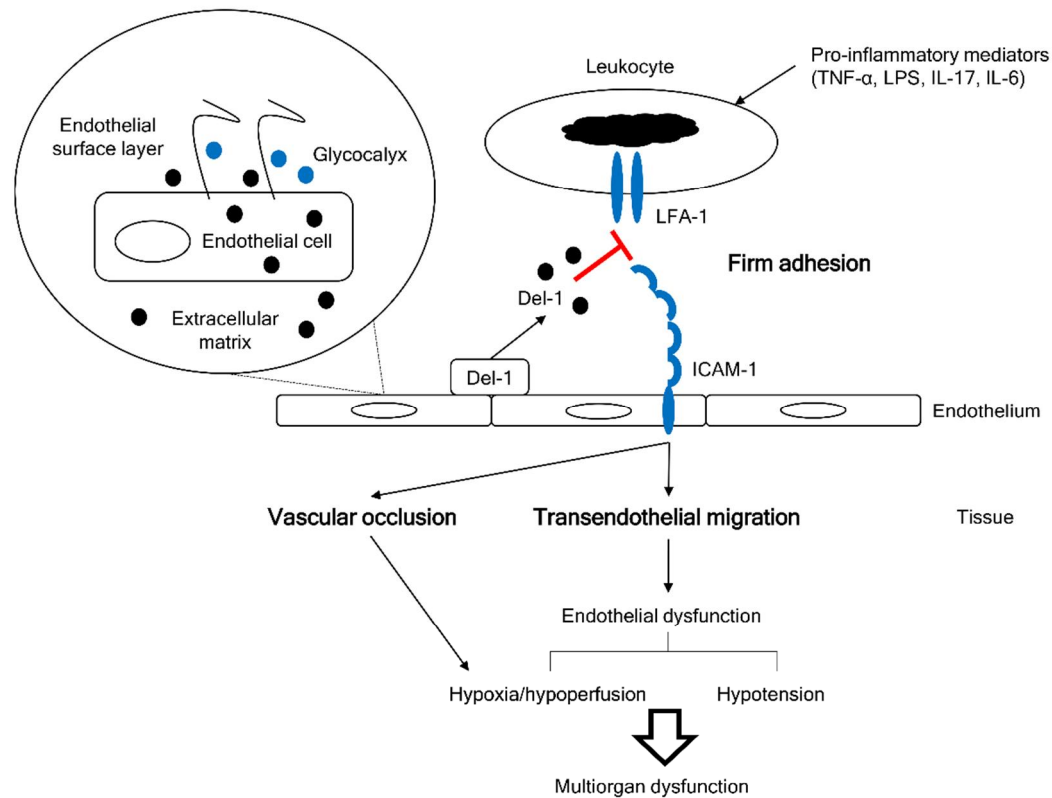 Leukocyte
Pro-inflammatory mediators
(TNF-α, LPS, IL-17, IL-6)
Endothelial
surface layer
Glycocalyx
Endothelial cell
Extracellular
matrix
LFA-1
Firm adhesion
Del-1
ICAM-1
Del-1
Endothelium
Vascular occlusion
Transendothelial migration
Tissue
Endothelial dysfunction
Hypoxia/hypoperfusion
Hypotension
Multiorgan dysfunction